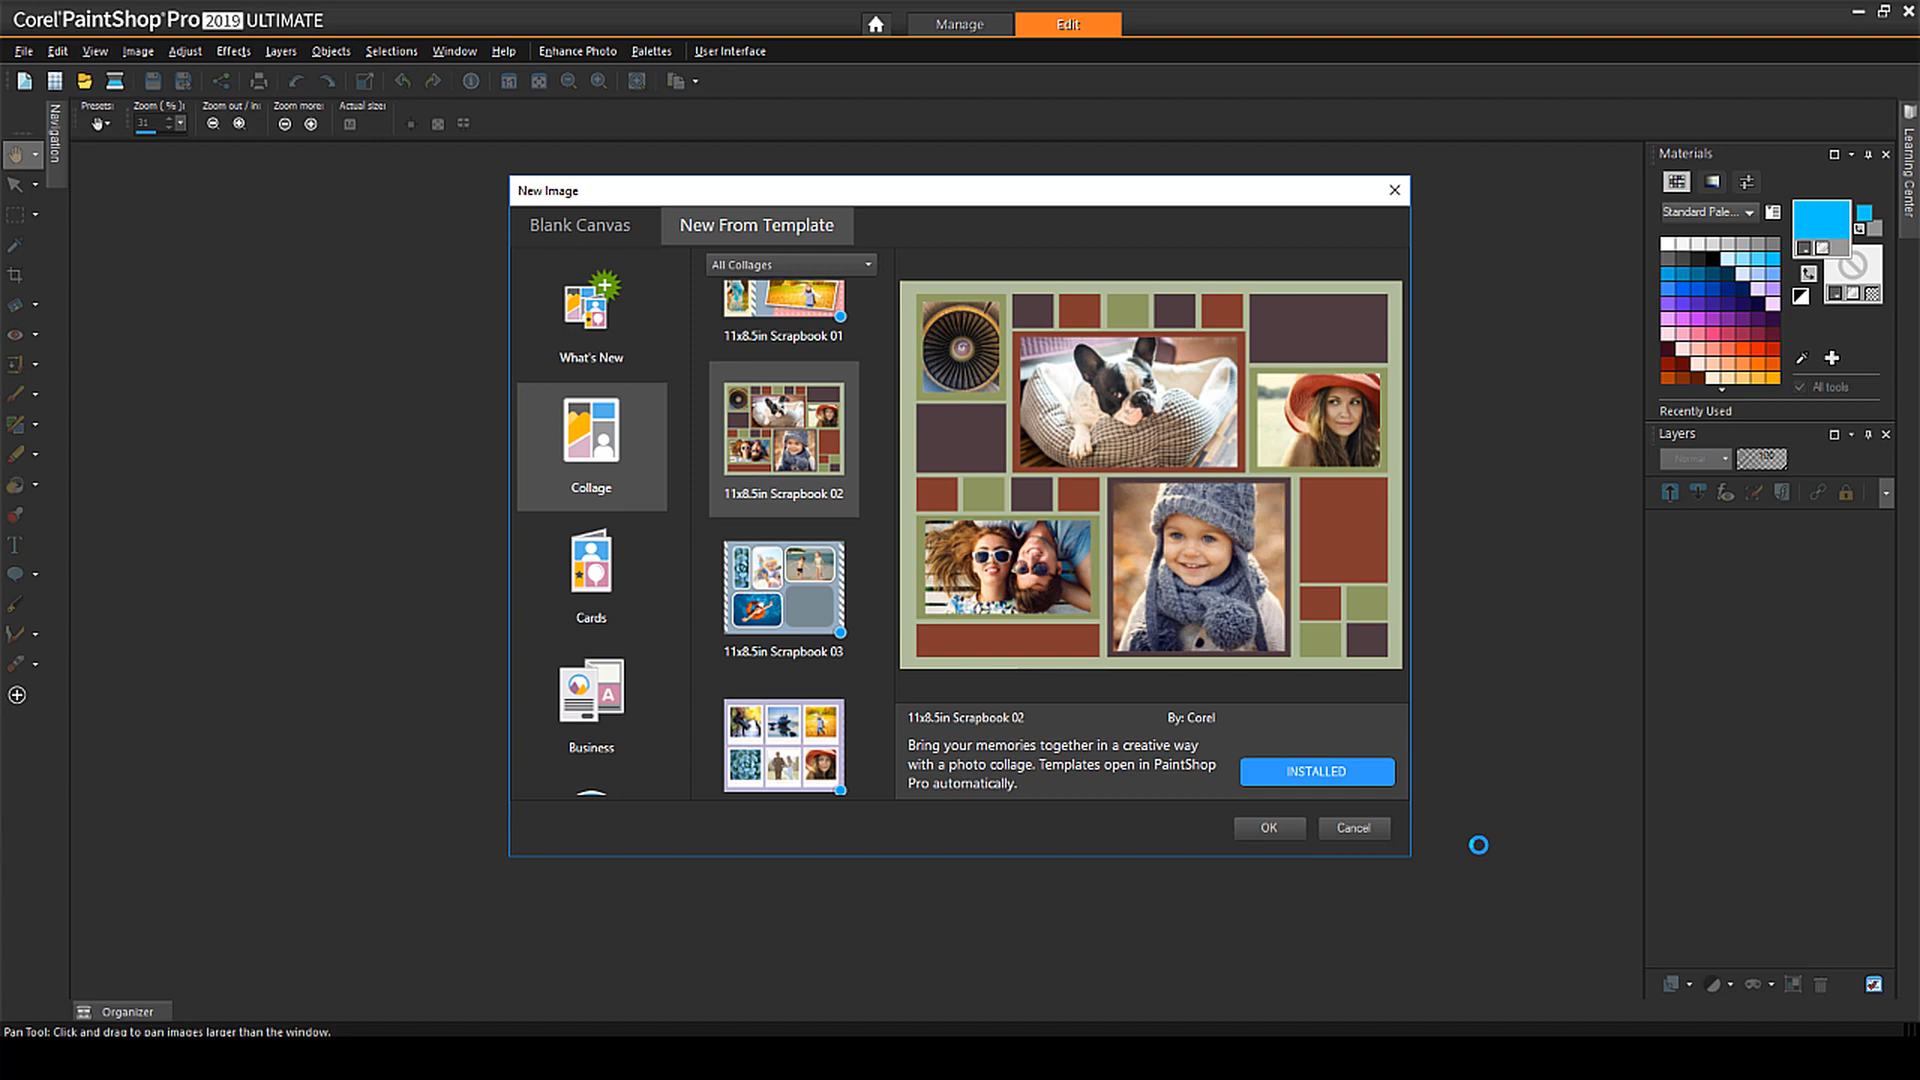 Corel PaintShop Pro 2019 ULTIMATE
Manage
Edit
File Edit View Image Adjust Effects Layers Objects Selections Window Help Enhance Photo Palettes User Interface
Presets: Zoom ( % ): Zoom out / in: Zoom more: Actual size:
31
Navigation
Learning Center
Materials
Standard Pale...
All tools
Recently Used
Layers
Normal
100
New Image
Blank Canvas
New From Template
What's New
Collage
Cards
Business
All Collages
11x8.5in Scrapbook 01
11x8.5in Scrapbook 02
11x8.5in Scrapbook 03
11x8.5in Scrapbook 02
By: Corel
Bring your memories together in a creative way
with a photo collage. Templates open in PaintShop
Pro automatically.
INSTALLED
OK
Cancel
Organizer
Pan Tool: Click and drag to pan images larger than the window.